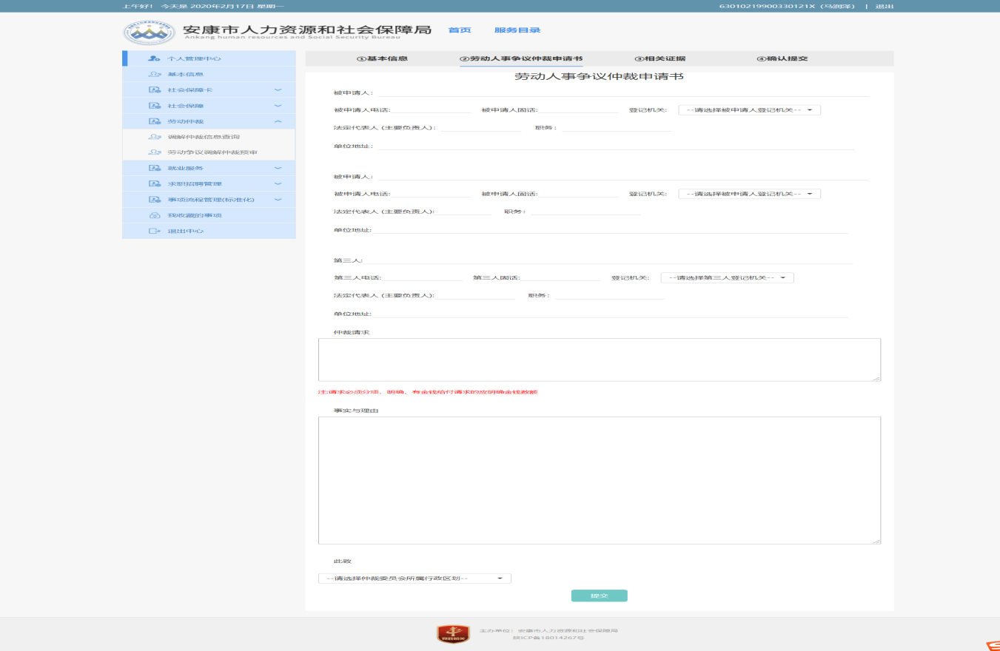 上午好! 今天是 2020年2月17日 星期一
63010219900330121X (马润泽) | 退出
安康市人力资源和社会保障局 首页 服务目录
Ankang human resources and Social Security Bureau
个人管理中心
基本信息
社会保障卡
社会保障
劳动仲裁
调解仲裁信息查询
劳动争议调解仲裁预审
就业服务
求职招聘管理
事项流程管理(标准化)
我收藏的事项
退出中心
①基本信息 ②劳动人事争议仲裁申请书 ③相关证据 ④确认提交
劳动人事争议仲裁申请书
被申请人:
被申请人电话: 被申请人固话: 登记机关: --请选择被申请人登记机关--
法定代表人 (主要负责人): 职务:
单位地址:
被申请人:
被申请人电话: 被申请人固话: 登记机关: --请选择被申请人登记机关--
法定代表人 (主要负责人): 职务:
单位地址:
第三人:
第三人电话: 第三人固话: 登记机关: --请选择第三人登记机关--
法定代表人 (主要负责人): 职务:
单位地址:
仲裁请求
注:请求必须分项，明确，有金钱给付请求的应明确金钱数额
事实与理由
此致
--请选择仲裁委员会所属行政区划--
提交
主办单位: 安康市人力资源和社会保障局
陕ICP备18014267号